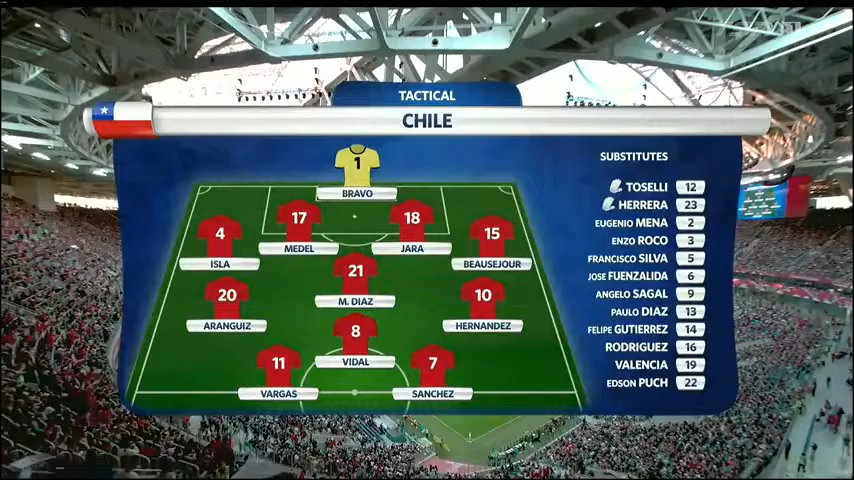 TACTICAL
CHILE
1
BRAVO
4
ISLA
17
MEDEL
18
JARA
15
BEAUSEJOUR
21
M. DIAZ
20
ARANGUIZ
10
HERNANDEZ
8
VIDAL
11
VARGAS
7
SANCHEZ
SUBSTITUTES
TOSELLI 12
HERRERA 23
EUGENIO MENA 2
ENZO ROCO 3
FRANCISCO SILVA 5
JOSE FUENZALIDA 6
ANGELO SAGAL 9
PAULO DIAZ 13
FELIPE GUTIERREZ 14
RODRIGUEZ 16
VALENCIA 19
EDSON PUCH 22